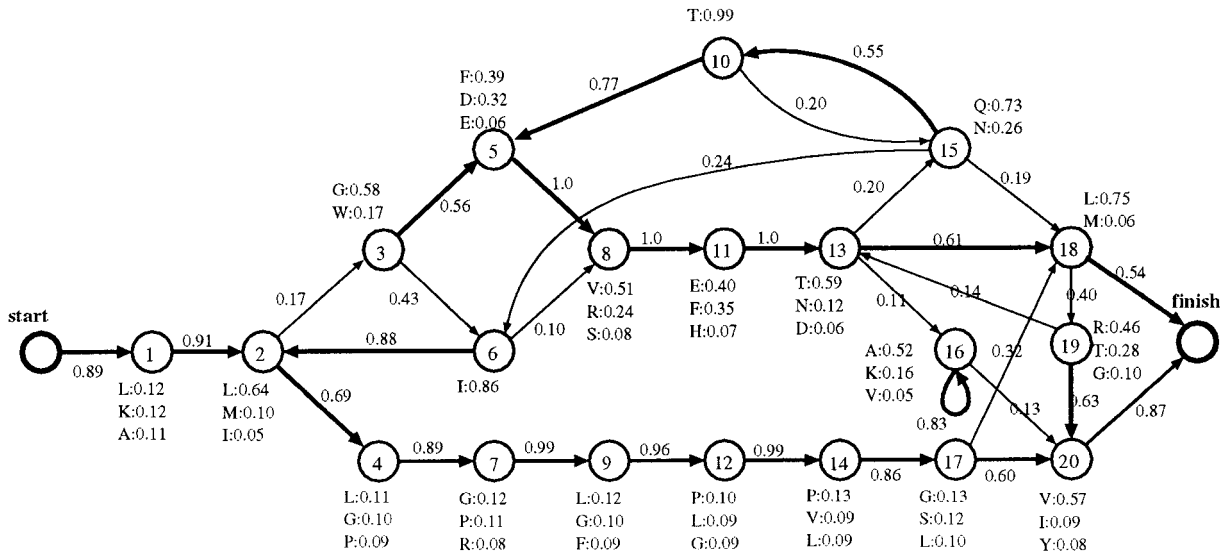 T:0.99
10
0.55
0.77
0.20
F:0.39
D:0.32
E:0.06
5
Q:0.73
N:0.26
15
0.24
G:0.58
W:0.17
0.56
1.0
0.20
0.19
L:0.75
M:0.06
3
8
1.0
11
1.0
13
0.61
18
0.54
V:0.51
R:0.24
S:0.08
E:0.40
F:0.35
H:0.07
T:0.59
N:0.12
D:0.06
0.17
0.43
0.10
0.11
0.14
0.40
finish
start
0.89
1
0.91
2
0.88
6
I:0.86
A:0.52
K:0.16
V:0.05
16
0.32
R:0.46
T:0.28
G:0.10
19
L:0.12
K:0.12
A:0.11
L:0.64
M:0.10
I:0.05
0.69
0.83
0.13
0.63
0.87
4
0.89
7
0.99
9
0.96
12
0.99
14
0.86
17
0.60
20
L:0.11
G:0.10
P:0.09
G:0.12
P:0.11
R:0.08
L:0.12
G:0.10
F:0.09
P:0.10
L:0.09
G:0.09
P:0.13
V:0.09
L:0.09
G:0.13
S:0.12
L:0.10
V:0.57
I:0.09
Y:0.08